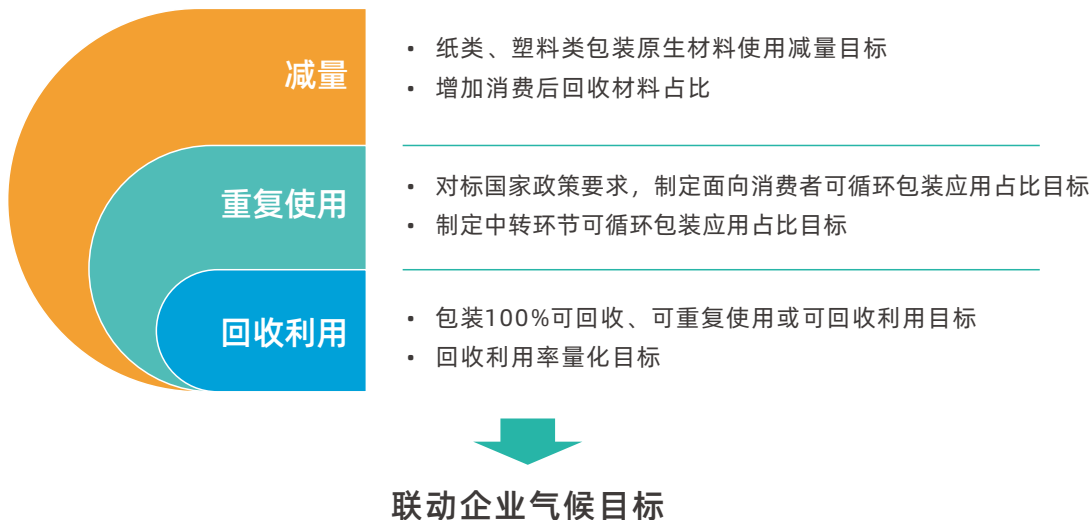 减量
• 纸类、塑料类包装原生材料使用减量目标
• 增加消费后回收材料占比
重复使用
• 对标国家政策要求，制定面向消费者可循环包装应用占比目标
• 制定中转环节可循环包装应用占比目标
回收利用
• 包装100%可回收、可重复使用或可回收利用目标
• 回收利用率量化目标
联动企业气候目标